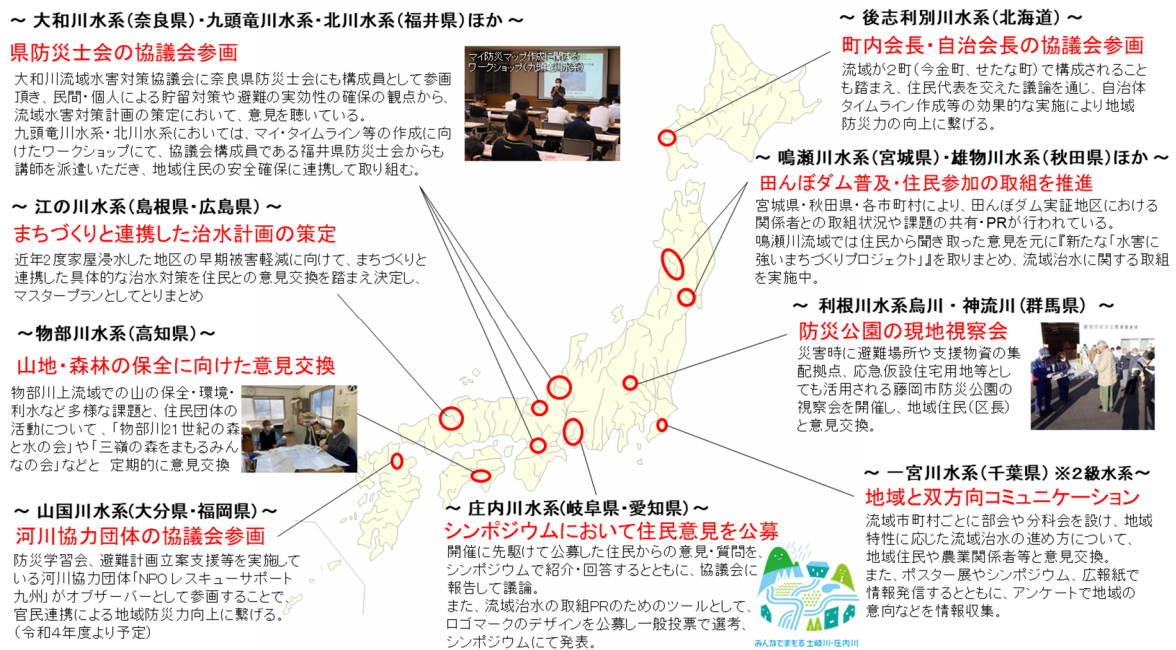 ～ 大和川水系(奈良県)・九頭竜川水系・北川水系(福井県)ほか ～
県防災士会の協議会参画
大和川流域水害対策協議会に奈良県防災士会にも構成員として参画
頂き、民間・個人による貯留対策や避難の実効性の確保の観点から、
流域水害対策計画の策定において、意見を聴いている。
九頭竜川水系・北川水系においては、マイ・タイムライン等の作成に向
けたワークショップにて、協議会構成員である福井県防災士会からも
講師を派遣いただき、地域住民の安全確保に連携して取り組む。
マイ防災マップ作成に関する
ワークショップ(九頭竜川水系)
～ 江の川水系(島根県・広島県) ～
まちづくりと連携した治水計画の策定
近年2度家屋浸水した地区の早期被害軽減に向けて、まちづくりと
連携した具体的な治水対策を住民との意見交換を踏まえ決定し、
マスタープランとしてとりまとめ
～物部川水系(高知県)～
山地・森林の保全に向けた意見交換
物部川上流域での山の保全・環境・
利水など多様な課題と、住民団体の
活動について、「物部川21世紀の森
と水の会」や「三嶺の森をまもるみん
なの会」などと 定期的に意見交換
～ 山国川水系(大分県・福岡県) ～
河川協力団体の協議会参画
防災学習会、避難計画立案支援等を実施して
いる河川協力団体「NPOレスキューサポート
九州」がオブザーバーとして参画することで、
官民連携による地域防災力向上に繋げる。
(令和4年度より予定)
～ 庄内川水系(岐阜県・愛知県) ～
シンポジウムにおいて住民意見を公募
開催に先駆けて公募した住民からの意見・質問を、
シンポジウムで紹介・回答するとともに、協議会に
報告して議論。
また、流域治水の取組PRのためのツールとして、
ロゴマークのデザインを公募し一般投票で選考、
シンポジウムにて発表。
みんなでまもる土岐川・庄内川
～ 後志利別川水系(北海道) ～
町内会長・自治会長の協議会参画
流域が2町(今金町、せたな町)で構成されること
も踏まえ、住民代表を交えた議論を通じ、自治体
タイムライン作成等の効果的な実施により地域
防災力の向上に繋げる。
～ 鳴瀬川水系(宮城県)・雄物川水系(秋田県)ほか ～
田んぼダム普及・住民参加の取組を推進
宮城県・秋田県・各市町村により、田んぼダム実証地区における
関係者との取組状況や課題の共有・PRが行われている。
鳴瀬川流域では住民から聞き取った意見を元に『新たな「水害に
強いまちづくりプロジェクト」』を取りまとめ、流域治水に関する取組
を実施中。
～ 利根川水系烏川・神流川(群馬県) ～
防災公園の現地視察会
災害時に避難場所や支援物資の集
配拠点、応急仮設住宅用地等とし
ても活用される藤岡市防災公園の
視察会を開催し、地域住民(区長)
と意見交換。
～ 一宮川水系(千葉県) ※2級水系～
地域と双方向コミュニケーション
流域市町村ごとに部会や分科会を設け、地域
特性に応じた流域治水の進め方について、
地域住民や農業関係者等と意見交換。
また、ポスター展やシンポジウム、広報紙で
情報発信するとともに、アンケートで地域の
意向などを情報収集。